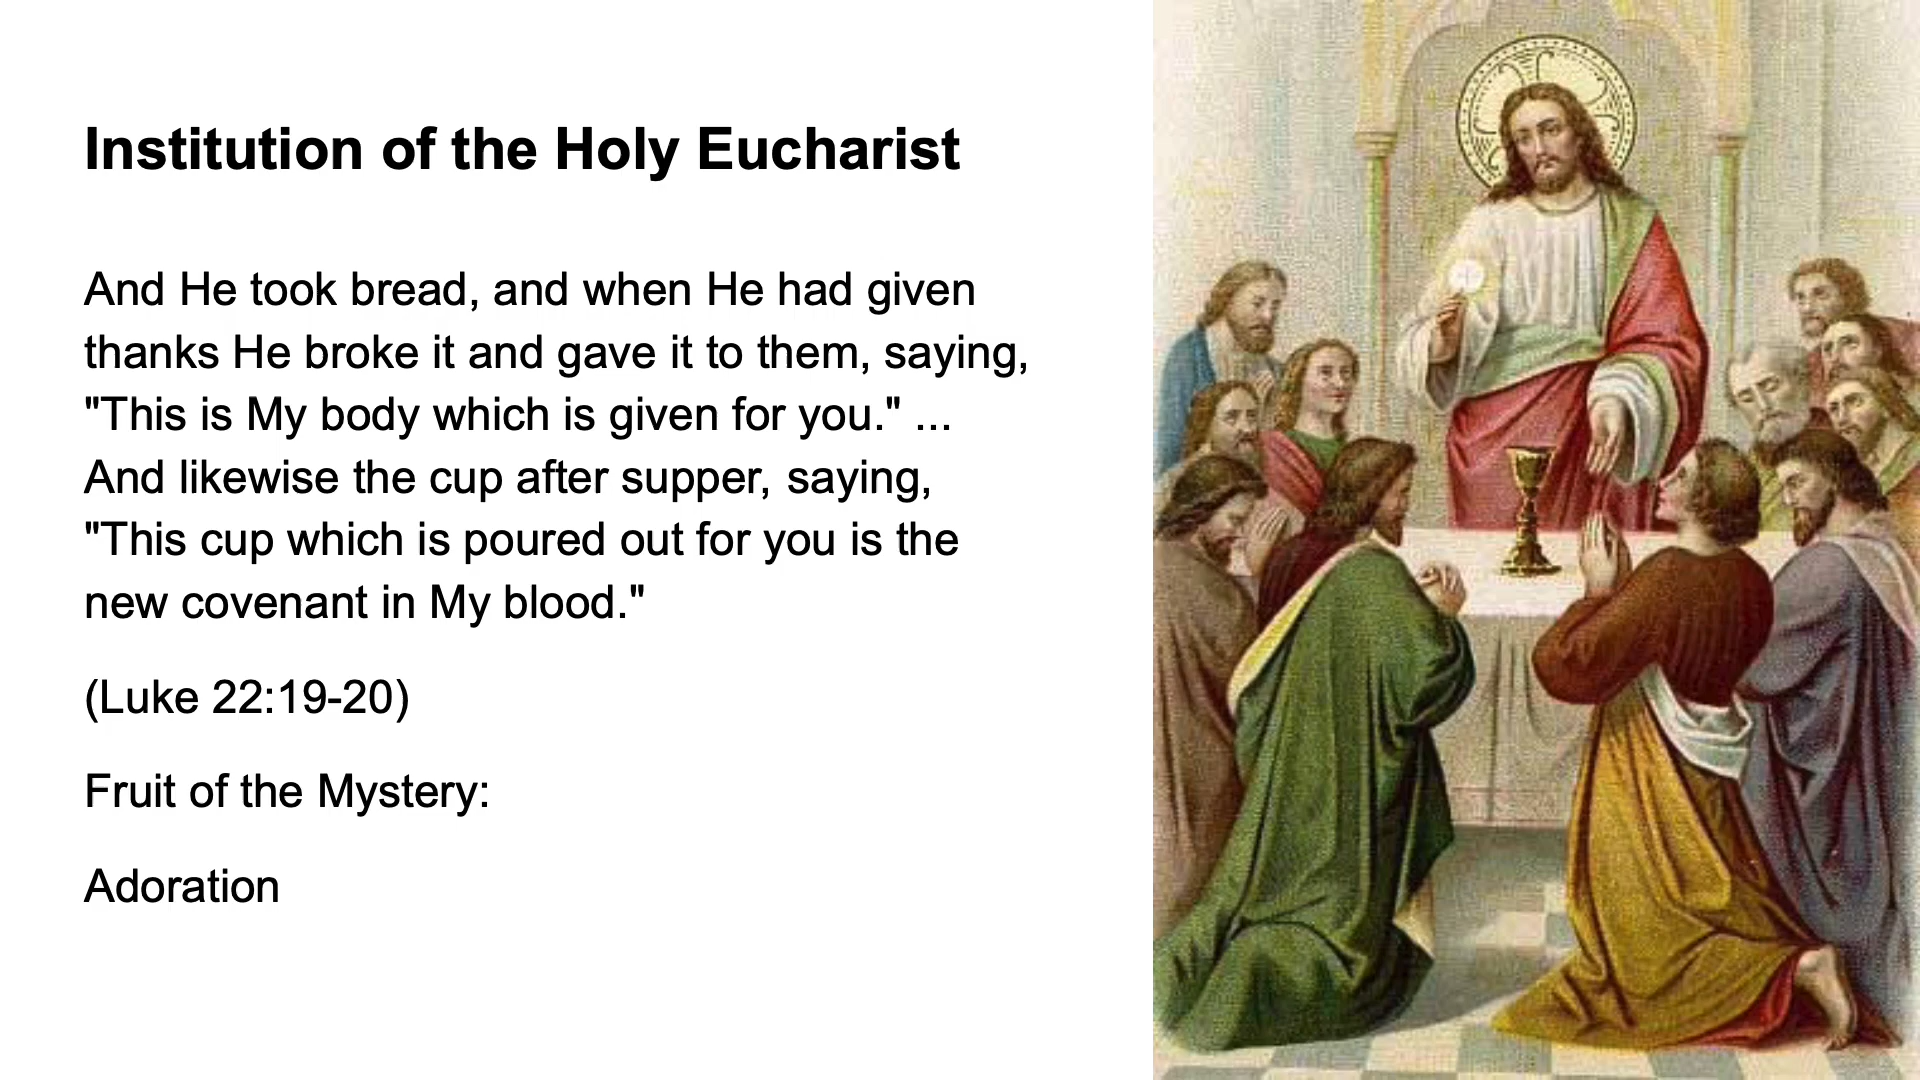 Institution of the Holy Eucharist
And He took bread, and when He had given
thanks He broke it and gave it to them, saying,
"This is My body which is given for you." ...
And likewise the cup after supper, saying,
"This cup which is poured out for you is the
new covenant in My blood."
(Luke 22:19-20)
Fruit of the Mystery:
Adoration